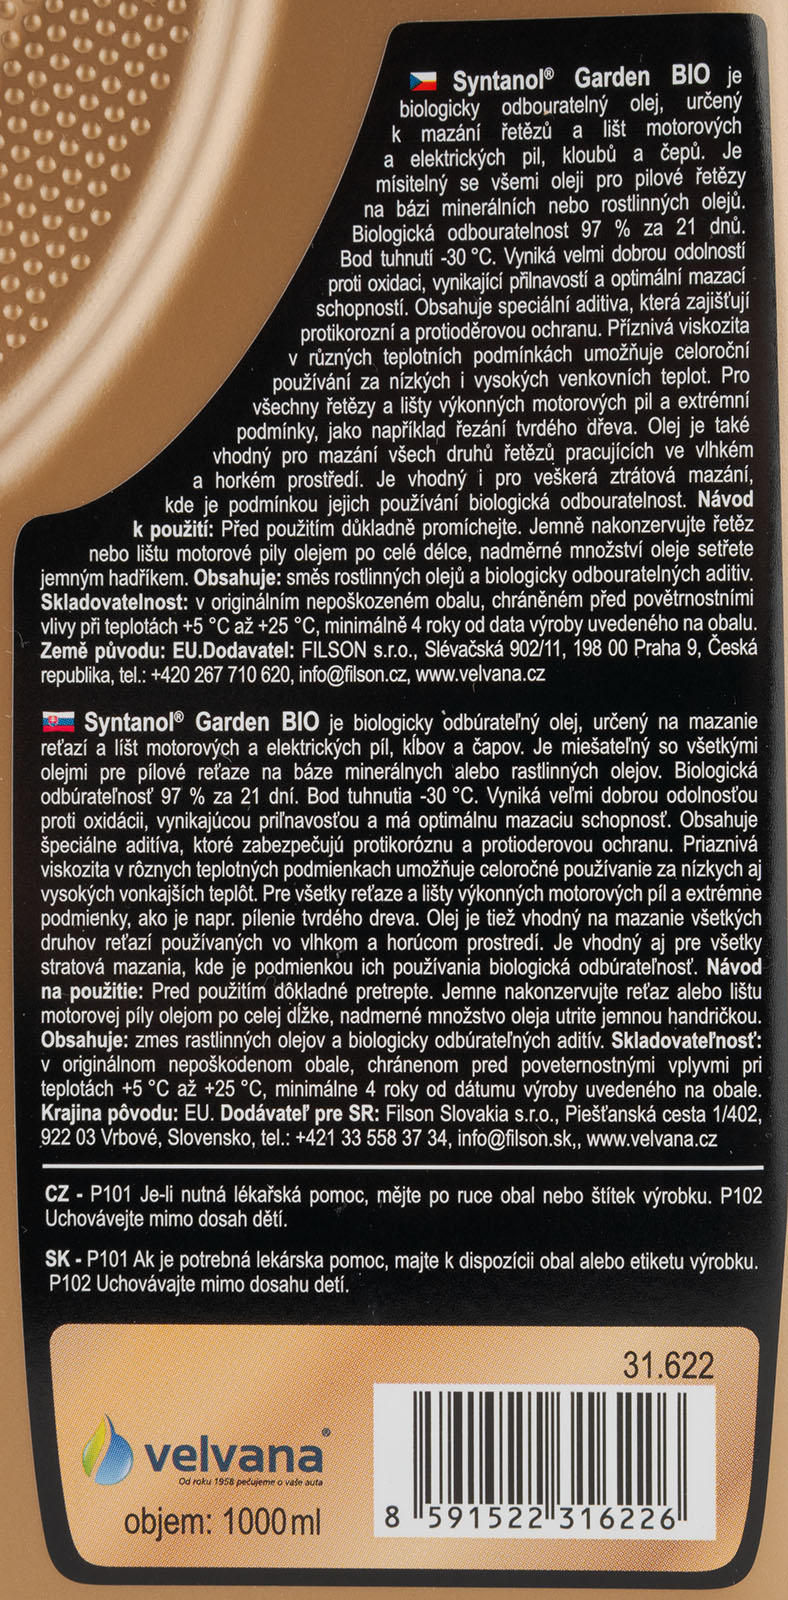 Syntanol® Garden BIO je
biologicky odbouratelný olej, určený
k mazání řetězů a lišt motorových
a elektrických pil, kloubů a čepů. Je
mísitelný se všemi oleji pro pilové řetězy
na bázi minerálních nebo rostlinných olejů.
Biologická odbouratelnost 97 % za 21 dnů.
Bod tuhnutí -30 °C. Vyniká velmi dobrou odolností
proti oxidaci, vynikající přilnavostí a optimální mazací
schopností. Obsahuje speciální aditiva, která zajišťují
protikorozní a protioděrovou ochranu. Příznivá viskozita
v různých teplotních podmínkách umožňuje celoroční
používání za nízkých i vysokých venkovních teplot. Pro
všechny řetězy a lišty výkonných motorových pil a extrémní
podmínky, jako například řezání tvrdého dřeva. Olej je také
vhodný pro mazání všech druhů řetězů pracujících ve vlhkém
a horkém prostředí. Je vhodný i pro veškerá ztrátová mazání,
kde je podmínkou jejich používání biologická odbouratelnost. Návod
k použití: Před použitím důkladně promíchejte. Jemně nakonzervujte řetěz
nebo lištu motorové pily olejem po celé délce, nadměrné množství oleje setřete
jemným hadříkem. Obsahuje: směs rostlinných olejů a biologicky odbouratelných aditiv.
Skladovatelnost: v originálním nepoškozeném obalu, chráněném před povětrnostními
vlivy při teplotách +5 °C až +25 °C, minimálně 4 roky od data výroby uvedeného na obalu.
Země původu: EU.Dodavatel: FILSON s.r.o., Slévačská 902/11, 198 00 Praha 9, Česká
republika, tel.: +420 267 710 620, info@filson.cz, www.velvana.cz
Syntanol® Garden BIO je biologicky odbúrateľný olej, určený na mazanie
reťazí a líšt motorových a elektrických píl, kĺbov a čapov. Je miešateľný so všetkými
olejmi pre pílové reťaze na báze minerálnych alebo rastlinných olejov. Biologická
odbúrateľnosť 97 % za 21 dní. Bod tuhnutia -30 °C. Vyniká veľmi dobrou odolnosťou
proti oxidácii, vynikajúcou priľnavosťou a má optimálnu mazaciu schopnosť. Obsahuje
špeciálne aditíva, ktoré zabezpečujú protikoróznu a protioderovou ochranu. Priaznivá
viskozita v rôznych teplotných podmienkach umožňuje celoročné používanie za nízkych aj
vysokých vonkajších teplôt. Pre všetky reťaze a lišty výkonných motorových píl a extrémne
podmienky, ako je napr. pílenie tvrdého dreva. Olej je tiež vhodný na mazanie všetkých
druhov reťazí používaných vo vlhkom a horúcom prostredí. Je vhodný aj pre všetky
stratová mazania, kde je podmienkou ich používania biologická odbúrateľnosť. Návod
na použitie: Pred použitím dôkladné pretrepte. Jemne nakonzervujte reťaz alebo lištu
motorovej píly olejom po celej dĺžke, nadmerné množstvo oleja utrite jemnou handričkou.
Obsahuje: zmes rastlinných olejov a biologicky odbúrateľných aditív. Skladovateľnosť:
v originálnom nepoškodenom obale, chránenom pred poveternostnými vplyvmi pri
teplotách +5 °C až +25 °C, minimálne 4 roky od dátumu výroby uvedeného na obale.
Krajina pôvodu: EU. Dodávateľ pre SR: Filson Slovakia s.r.o., Piešťanská cesta 1/402,
922 03 Vrbové, Slovensko, tel.: +421 33 558 37 34, info@filson.sk,, www.velvana.cz
CZ - P101 Je-li nutná lékařská pomoc, mějte po ruce obal nebo štítek výrobku. P102
Uchovávejte mimo dosah dětí.
SK - P101 Ak je potrebná lekárska pomoc, majte k dispozícii obal alebo etiketu výrobku.
P102 Uchovávajte mimo dosahu detí.
31.622
velvana®
Od roku 1958 pečujeme o vaše auta
objem: 1000 ml
8 591522 316226